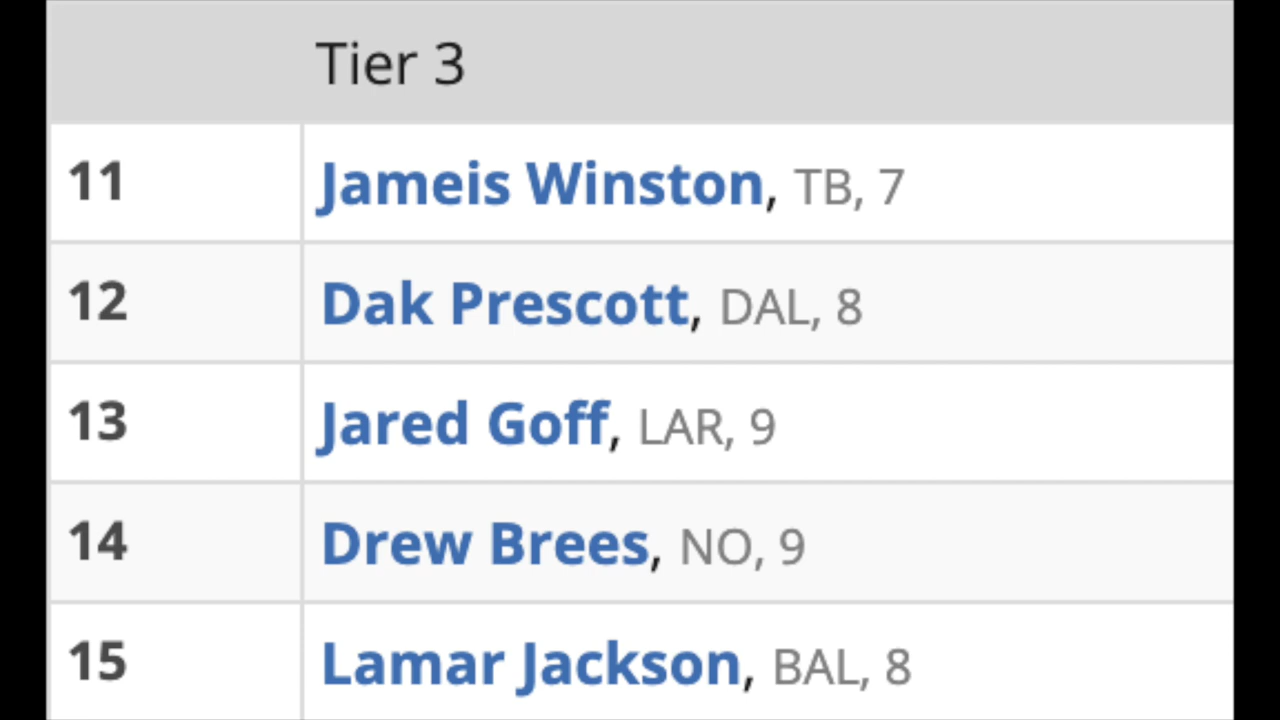 Tier 3
11 Jameis Winston, TB, 7
12 Dak Prescott, DAL, 8
13 Jared Goff, LAR, 9
14 Drew Brees, NO, 9
15 Lamar Jackson, BAL, 8